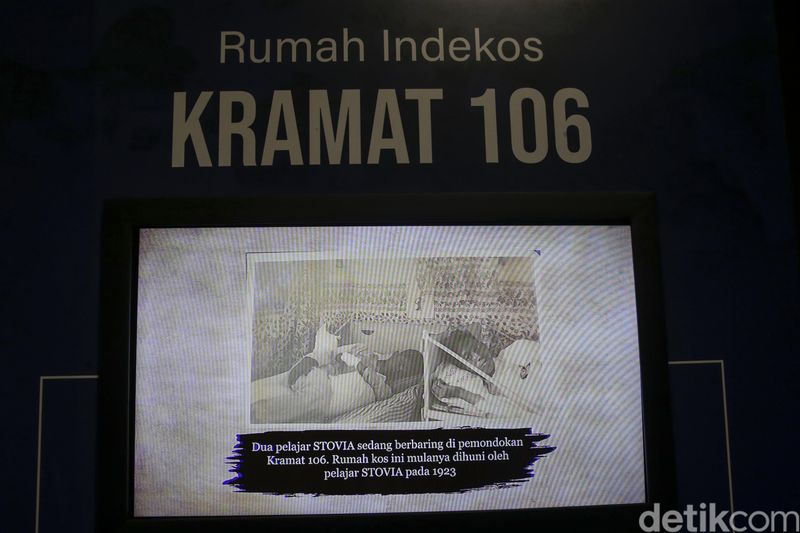 Rumah Indekos
KRAMAT 106
Dua pelajar STOVIA sedang berbaring di pemondokan
Kramat 106. Rumah kos ini mulanya dihuni oleh
pelajar STOVIA pada 1923
detikcom